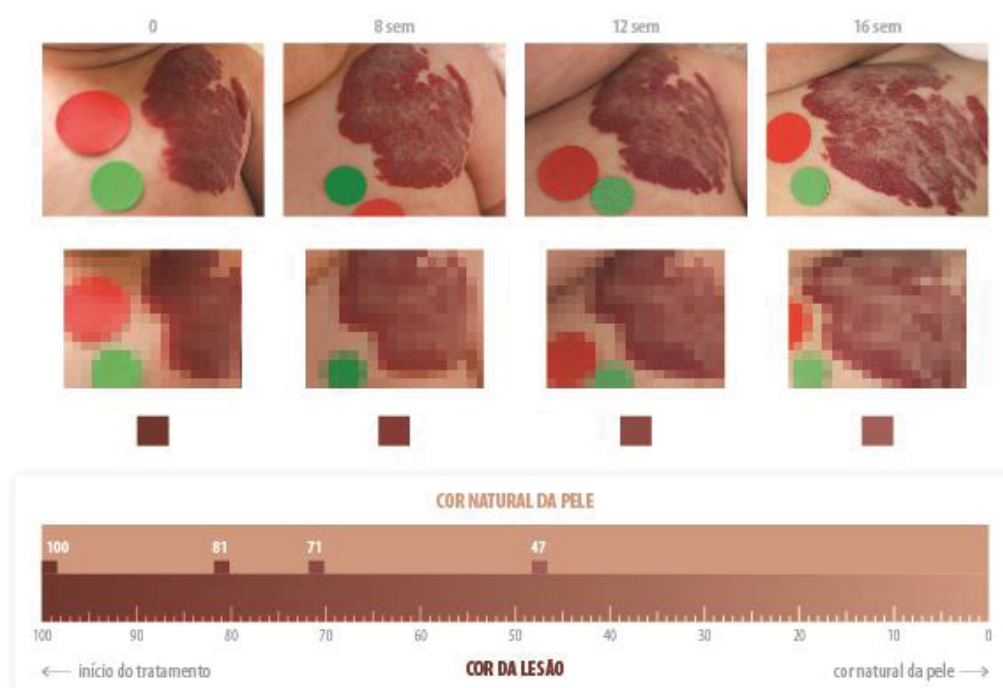 0 8 sem 12 sem 16 sem
COR NATURAL DA PELE
100 81 71 47
100 90 80 70 60 50 40 30 20 10 0
← início do tratamento COR DA LESÃO cor natural da pele →